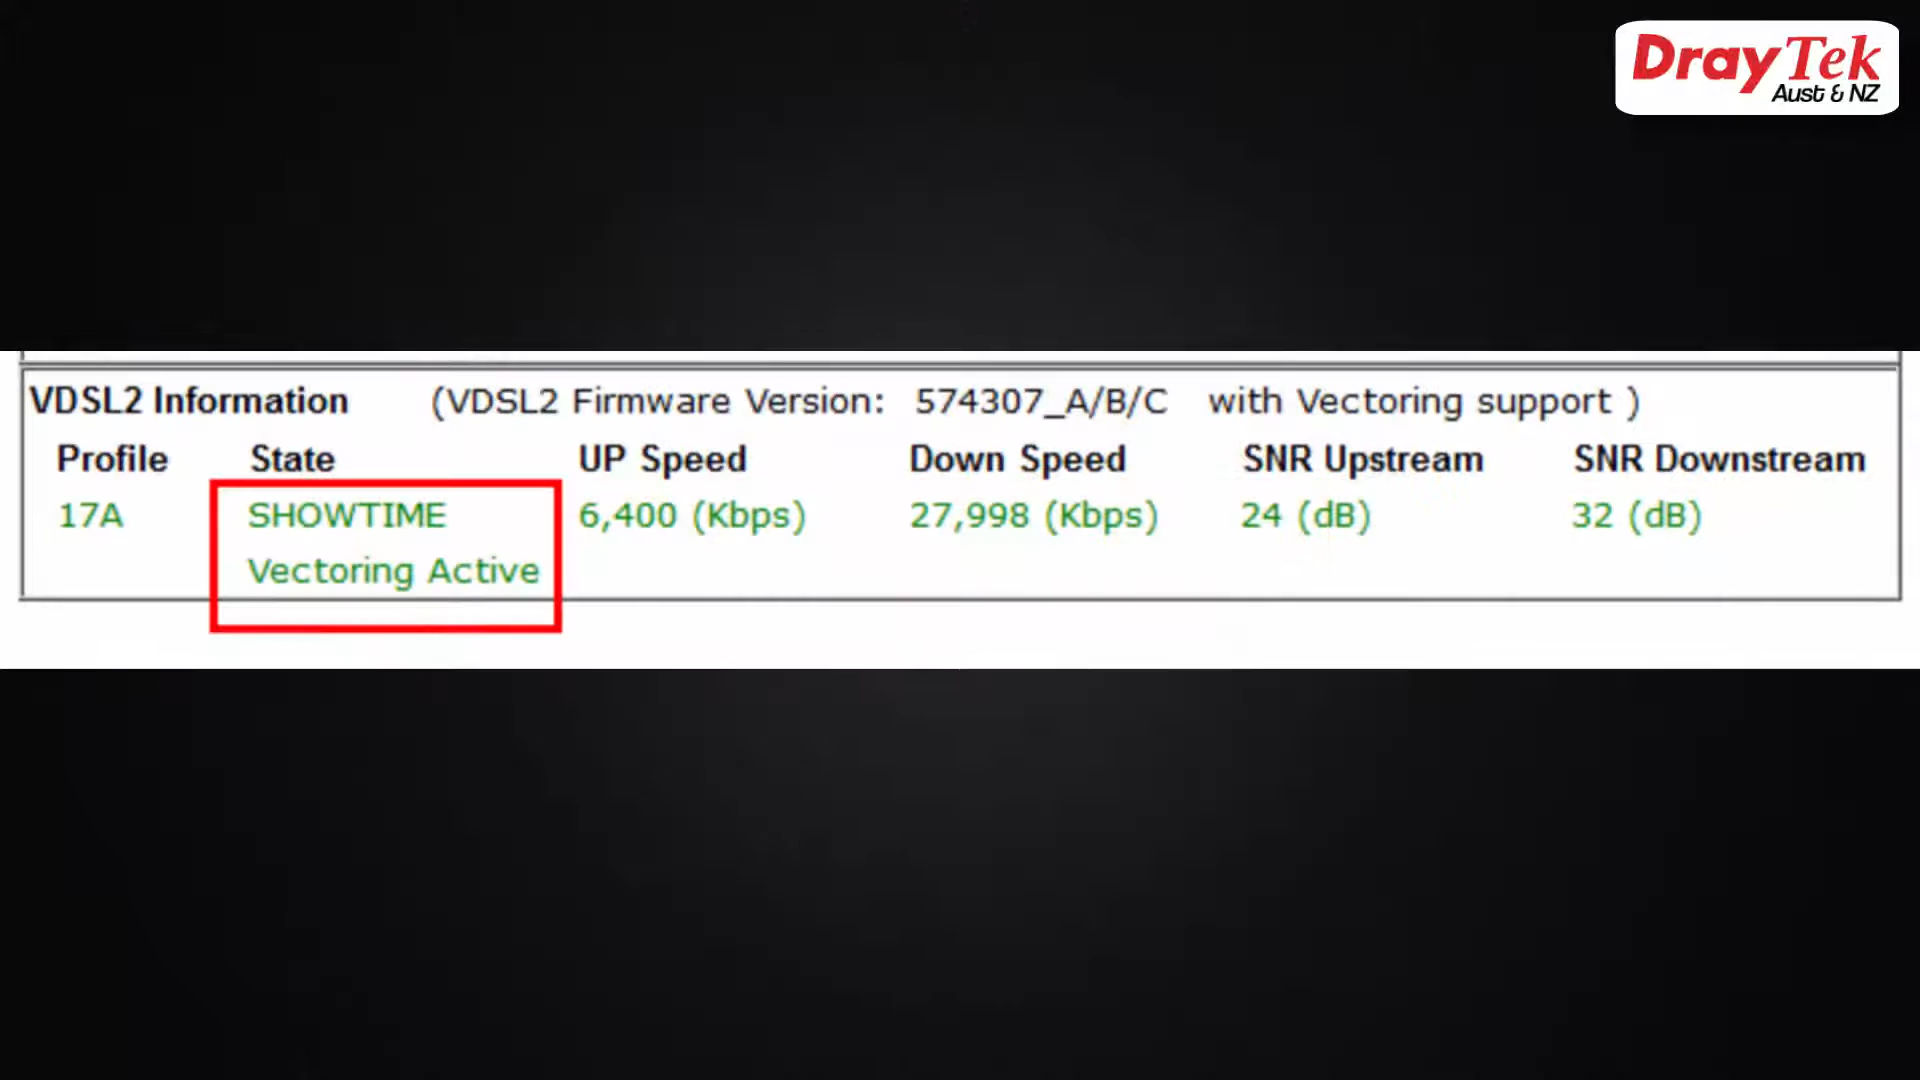 DrayTek
Aust & NZ
VDSL2 Information (VDSL2 Firmware Version: 574307_A/B/C with Vectoring support )
Profile State UP Speed Down Speed SNR Upstream SNR Downstream
17A SHOWTIME 6,400 (Kbps) 27,998 (Kbps) 24 (dB) 32 (dB)
Vectoring Active